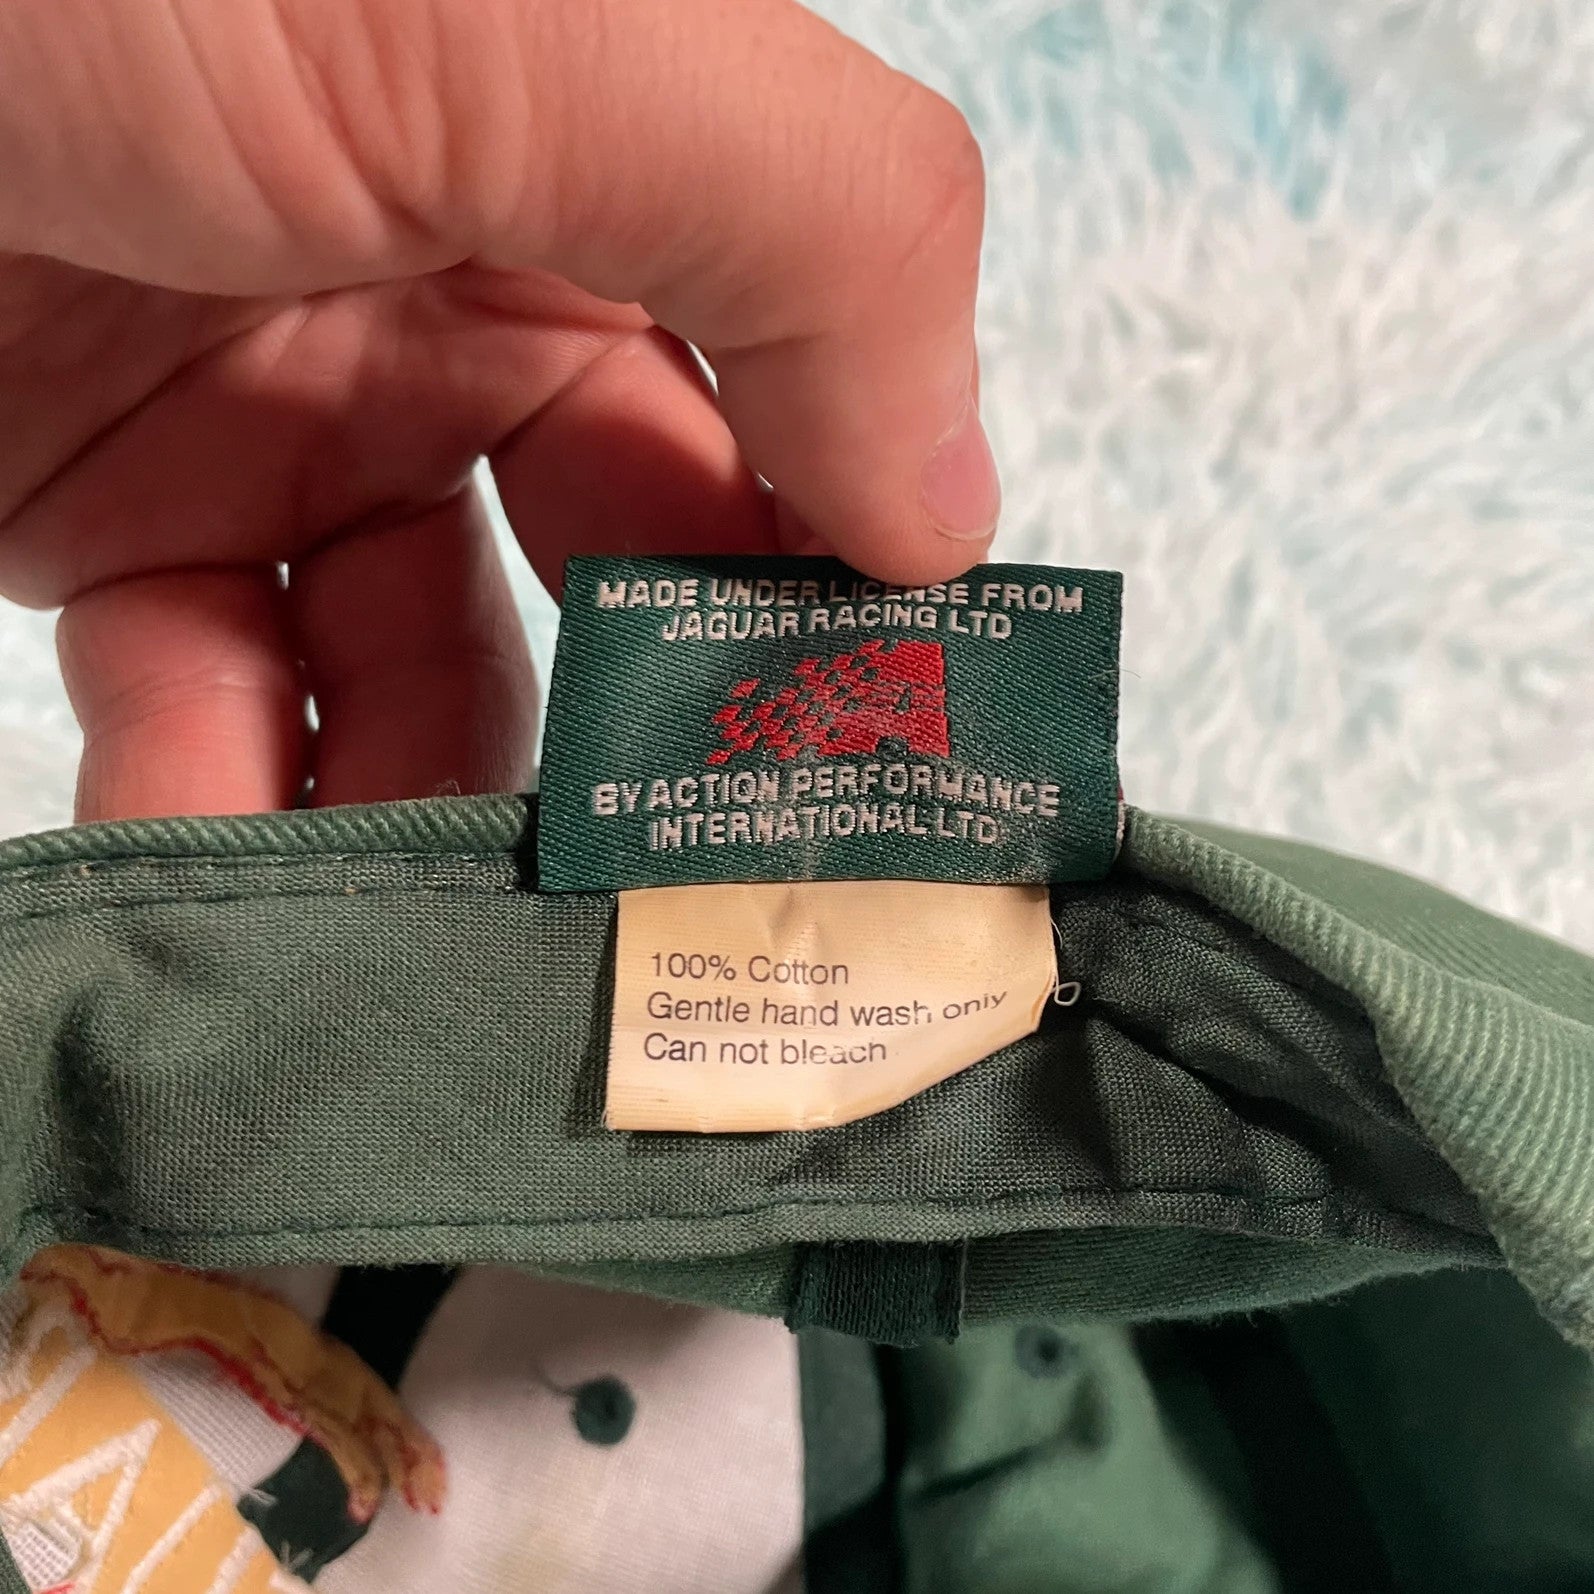 MADE UNDER LICENSE FROM
JAGUAR RACING LTD
BY ACTION PERFORMANCE
INTERNATIONAL LTD
100% Cotton
Gentle hand wash only
Can not bleach